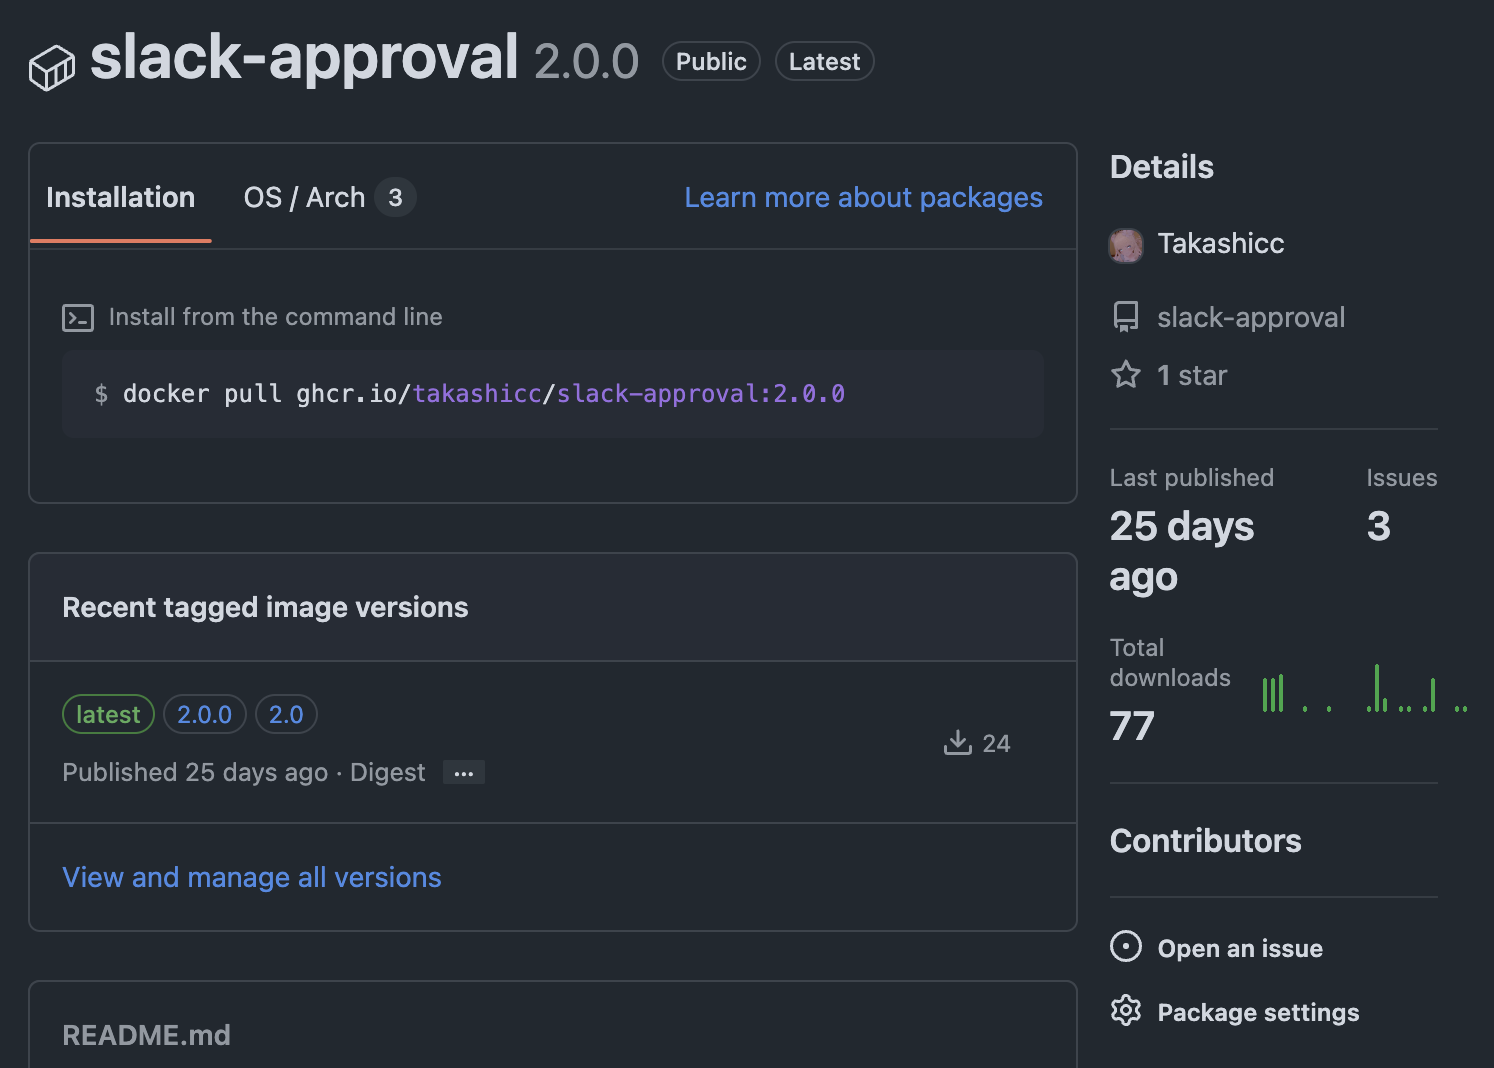 slack-approval 2.0.0 Public Latest
Installation OS / Arch 3 Learn more about packages
Install from the command line
$ docker pull ghcr.io/takashicc/slack-approval:2.0.0
Recent tagged image versions
latest 2.0.0 2.0
Published 25 days ago · Digest ...
24
View and manage all versions
README.md
Details
Takashicc
slack-approval
1 star
Last published
25 days
ago
Issues
3
Total
downloads
77
Contributors
Open an issue
Package settings